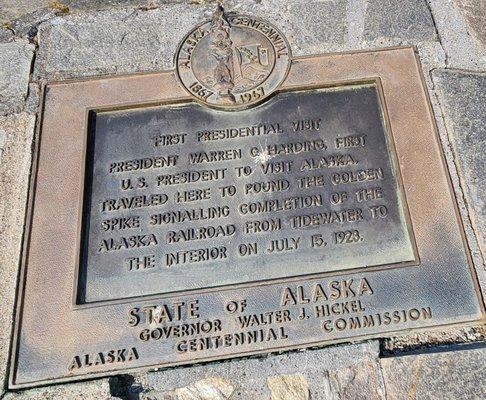 ALASKA CENTENNIAL
1867 1967
FIRST PRESIDENTIAL VISIT
PRESIDENT WARREN G. HARDING, FIRST
U. S. PRESIDENT TO VISIT ALASKA,
TRAVELED HERE TO POUND THE GOLDEN
SPIKE SIGNALLING COMPLETION OF THE
ALASKA RAILROAD FROM TIDEWATER TO
THE INTERIOR ON JULY 15, 1923.
STATE OF ALASKA
GOVERNOR WALTER J. HICKEL
ALASKA CENTENNIAL COMMISSION